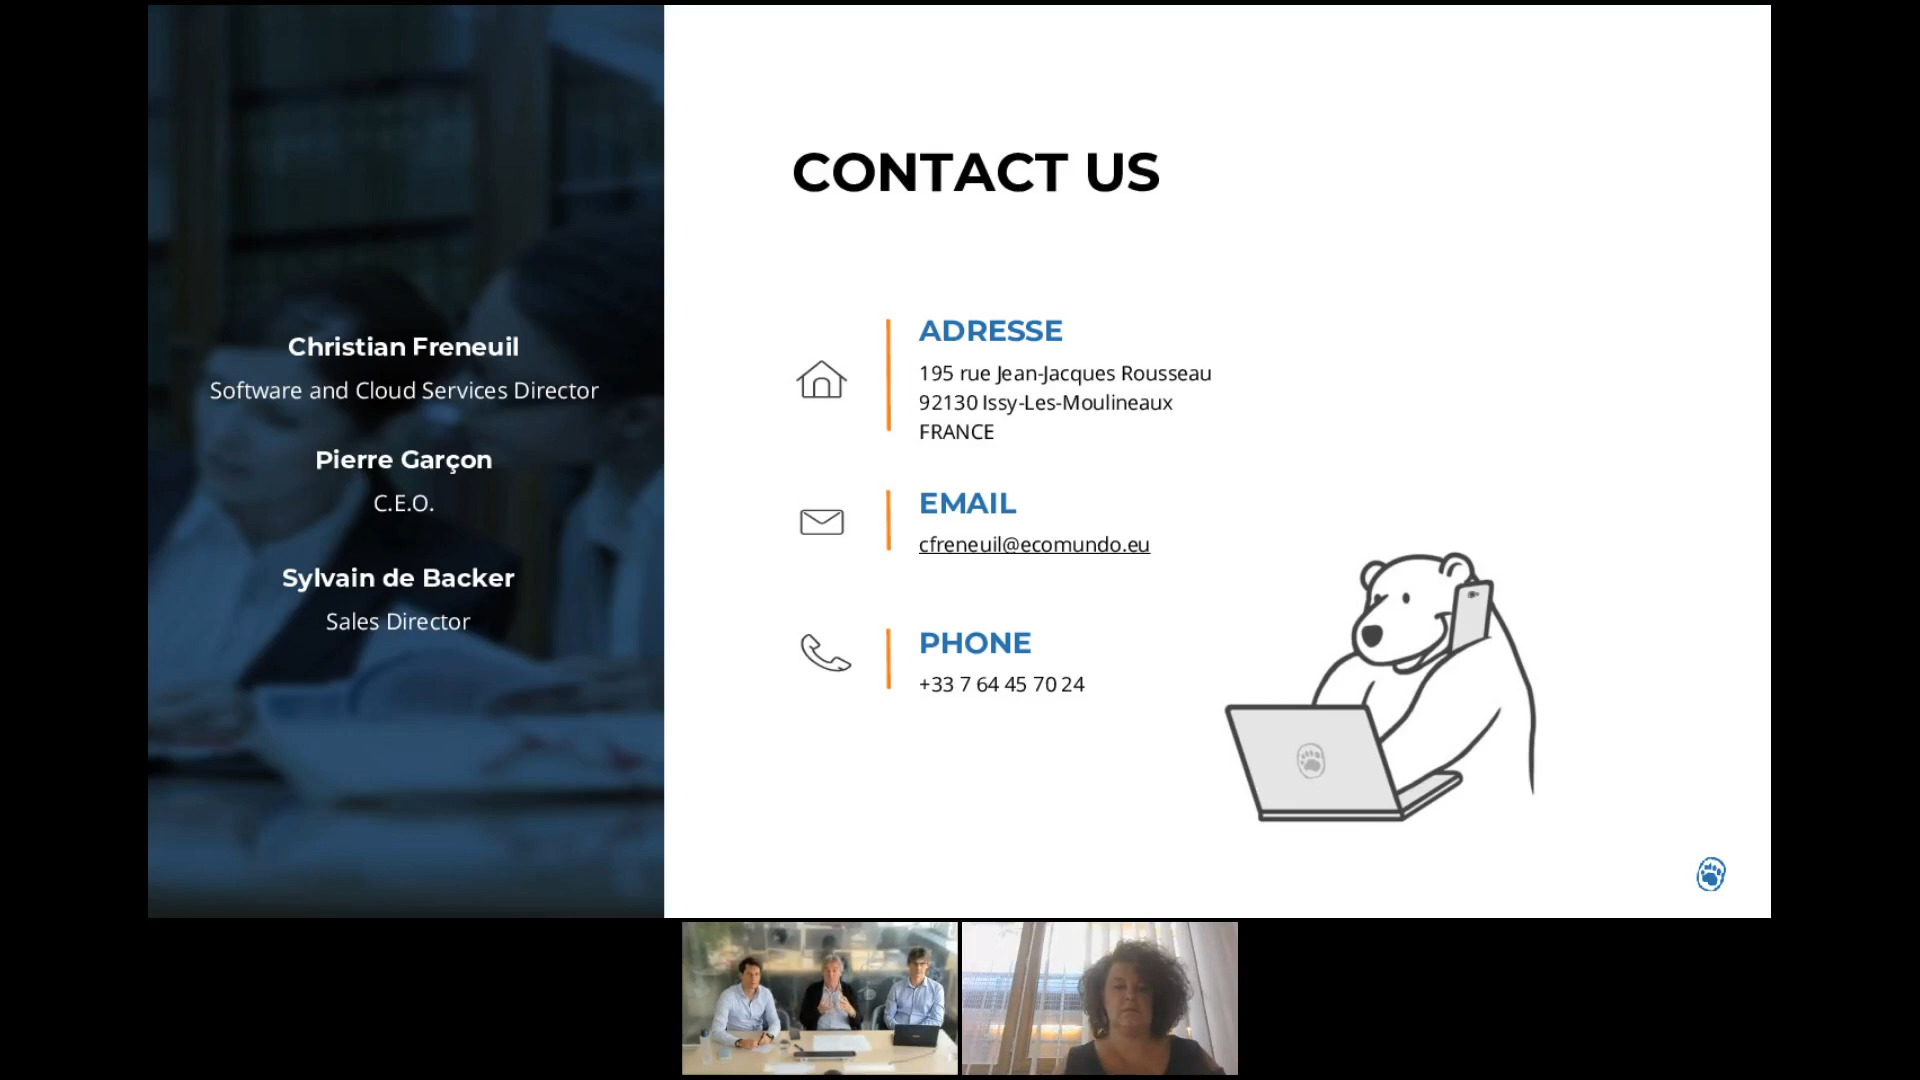 Christian Freneuil
Software and Cloud Services Director
Pierre Garçon
C.E.O.
Sylvain de Backer
Sales Director
CONTACT US
ADRESSE
195 rue Jean-Jacques Rousseau
92130 Issy-Les-Moulineaux
FRANCE
EMAIL
cfreneuil@ecomundo.eu
PHONE
+33 7 64 45 70 24